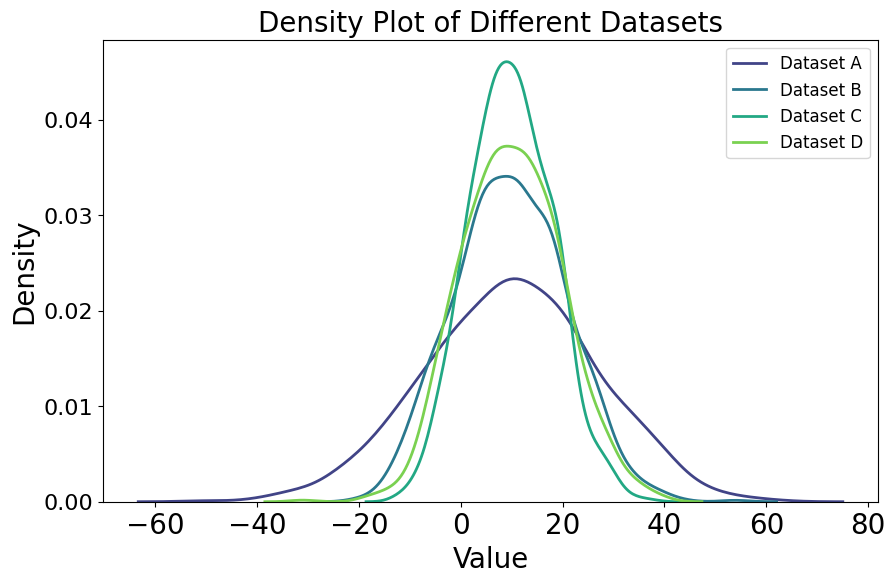 Density Plot of Different Datasets
Dataset A
Dataset B
Dataset C
Dataset D
Density
0.04
0.03
0.02
0.01
0.00
−60 −40 −20 0 20 40 60 80
Value